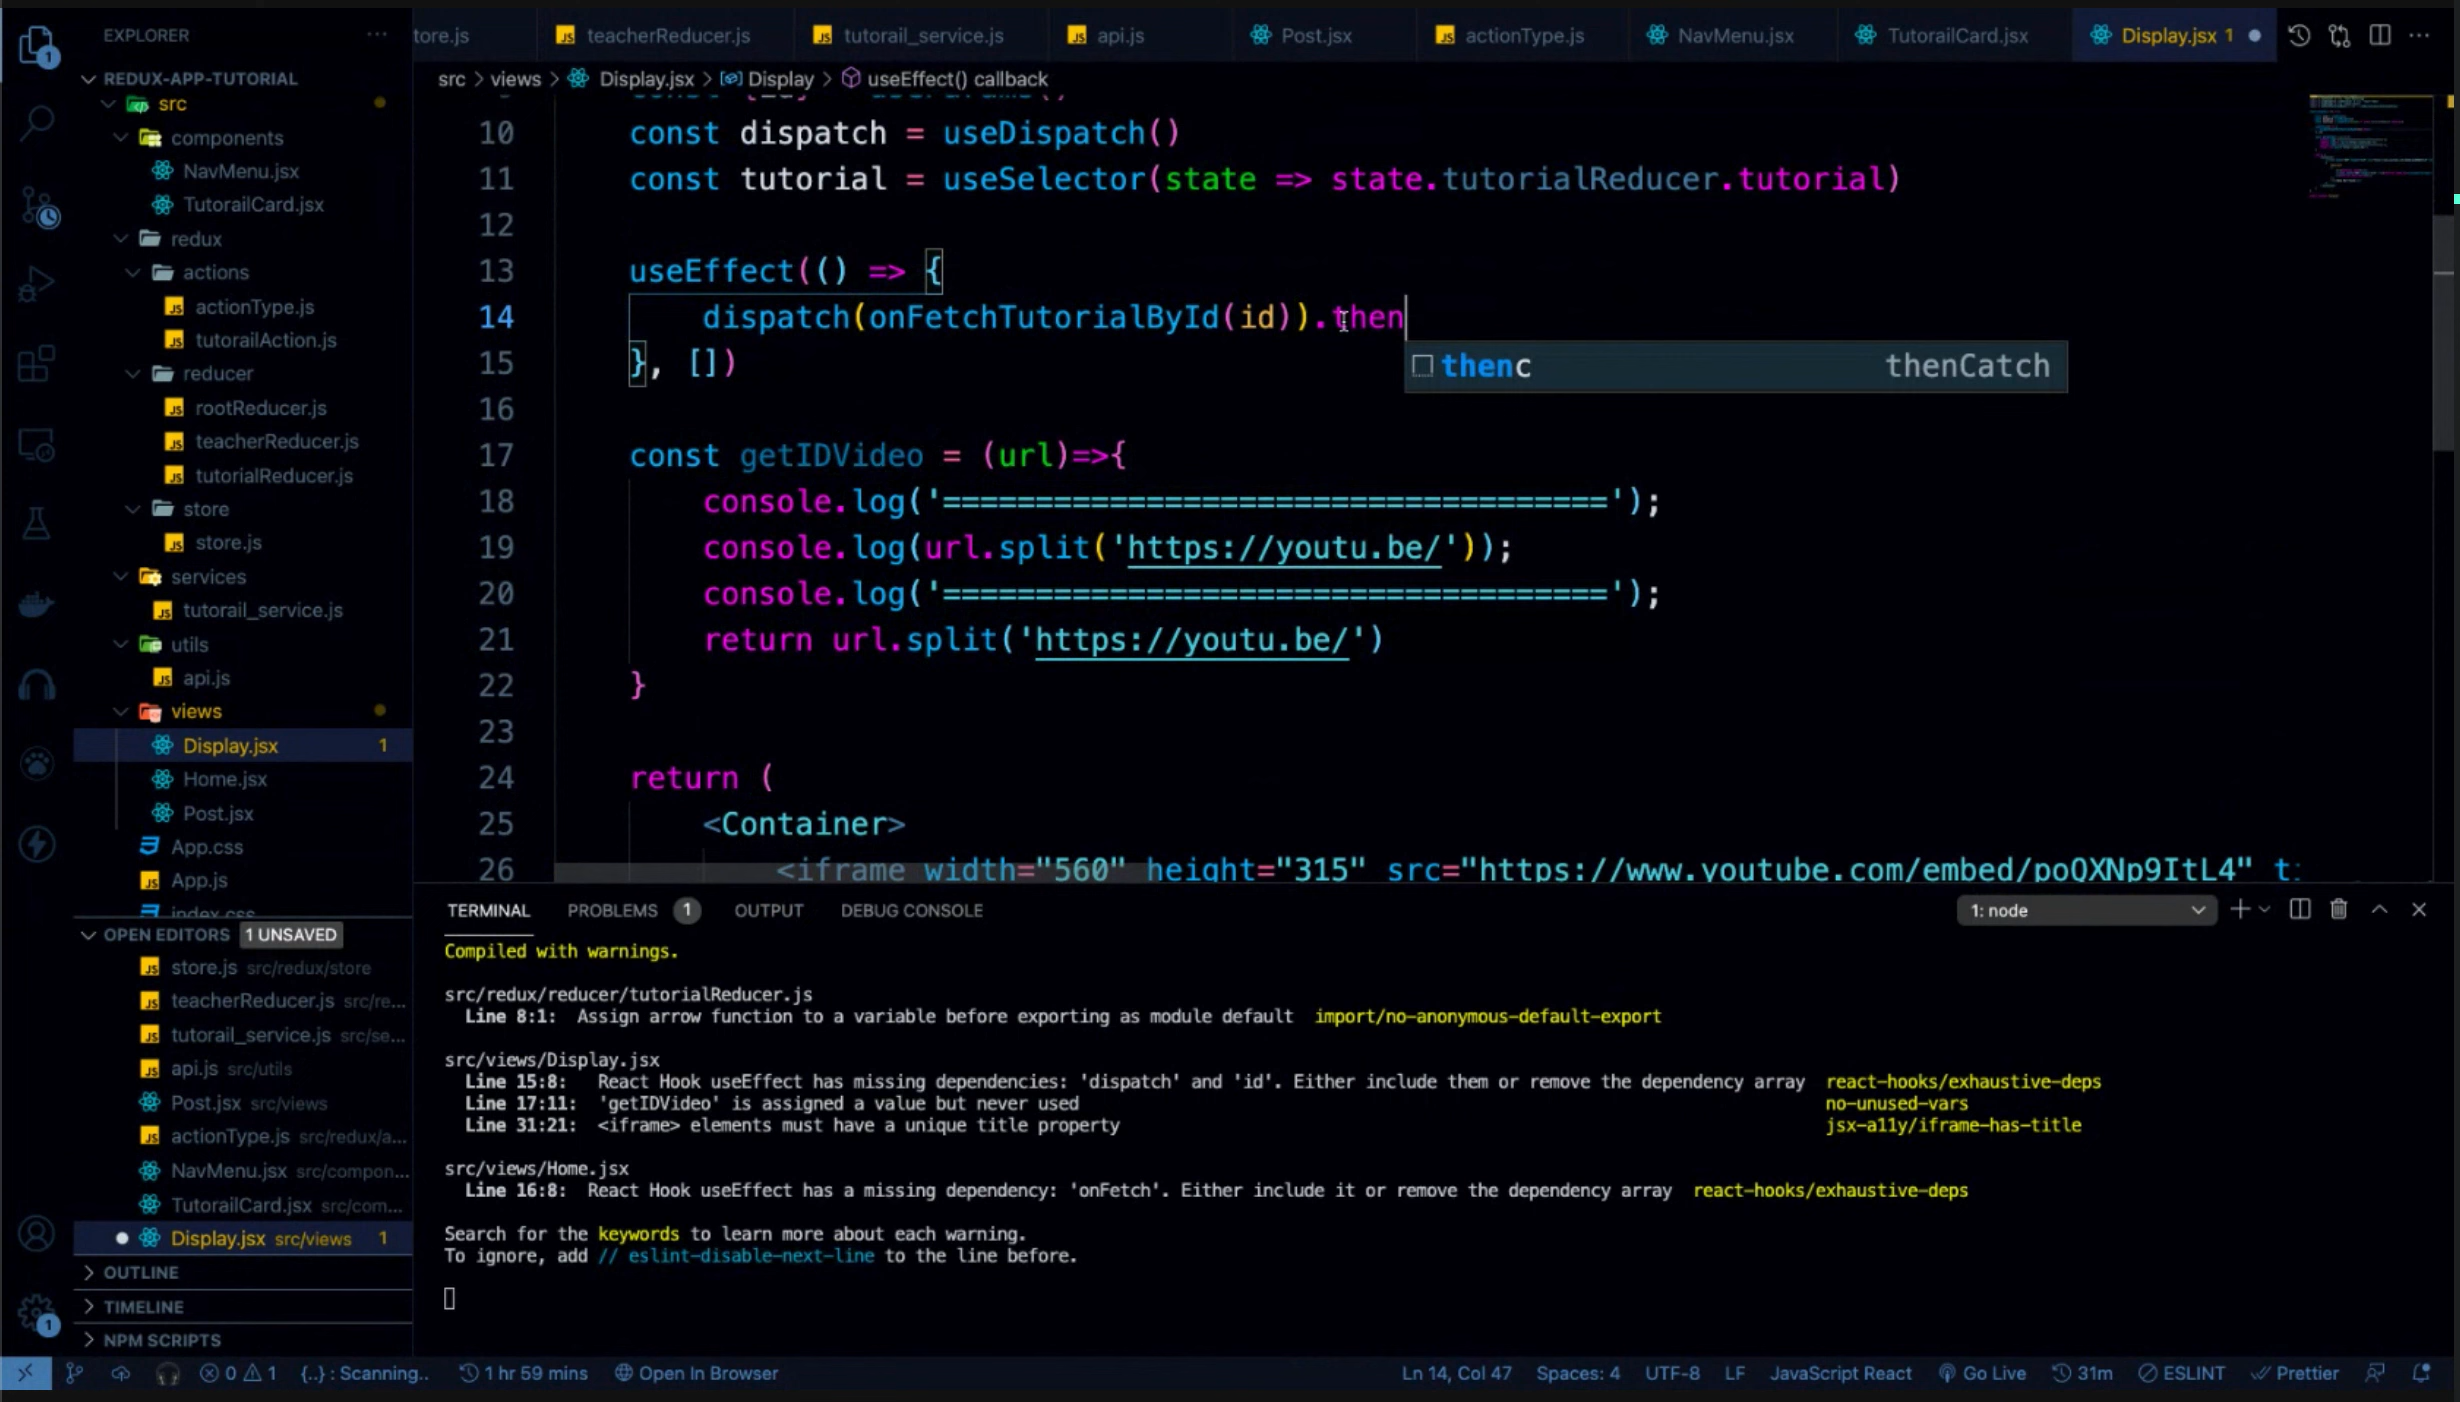 EXPLORER
ore.js
teacherReducer.js
tutorail_service.js
api.js
Post.jsx
actionType.js
NavMenu.jsx
TutorailCard.jsx
Display.jsx 1
src > views > Display.jsx > Display > useEffect() callback
REDUX-APP-TUTORIAL
src
components
NavMenu.jsx
TutorailCard.jsx
redux
actions
actionType.js
tutorailAction.js
reducer
rootReducer.js
teacherReducer.js
tutorialReducer.js
store
store.js
services
tutorail_service.js
utils
api.js
views
Display.jsx 1
Home.jsx
Post.jsx
App.css
App.js
index.css
OPEN EDITORS 1 UNSAVED
store.js src/redux/store
teacherReducer.js src/re...
tutorail_service.js src/se...
api.js src/utils
Post.jsx src/views
actionType.js src/redux/a...
NavMenu.jsx src/compon...
TutorailCard.jsx src/com...
Display.jsx src/views 1
OUTLINE
TIMELINE
NPM SCRIPTS
10 const dispatch = useDispatch()
11 const tutorial = useSelector(state => state.tutorialReducer.tutorial)
12
13 useEffect(() => {
14 dispatch(onFetchTutorialById(id)).then
15 }, [])
thenc thenCatch
16
17 const getIDVideo = (url)=>{
18 console.log('====================================');
19 console.log(url.split('https://youtu.be/'));
20 console.log('====================================');
21 return url.split('https://youtu.be/')
22 }
23
24 return (
25 <Container>
26 <iframe width="560" height="315" src="https://www.youtube.com/embed/poQXNp9ItL4" t:
TERMINAL PROBLEMS 1 OUTPUT DEBUG CONSOLE 1: node
Compiled with warnings.
src/redux/reducer/tutorialReducer.js
Line 8:1: Assign arrow function to a variable before exporting as module default import/no-anonymous-default-export
src/views/Display.jsx
Line 15:8: React Hook useEffect has missing dependencies: 'dispatch' and 'id'. Either include them or remove the dependency array react-hooks/exhaustive-deps
Line 17:11: 'getIDVideo' is assigned a value but never used no-unused-vars
Line 31:21: <iframe> elements must have a unique title property jsx-a11y/iframe-has-title
src/views/Home.jsx
Line 16:8: React Hook useEffect has a missing dependency: 'onFetch'. Either include it or remove the dependency array react-hooks/exhaustive-deps
Search for the keywords to learn more about each warning.
To ignore, add // eslint-disable-next-line to the line before.
0 1 {..} : Scanning.. 1 hr 59 mins Open In Browser Ln 14, Col 47 Spaces: 4 UTF-8 LF JavaScript React Go Live 31m ESLINT Prettier